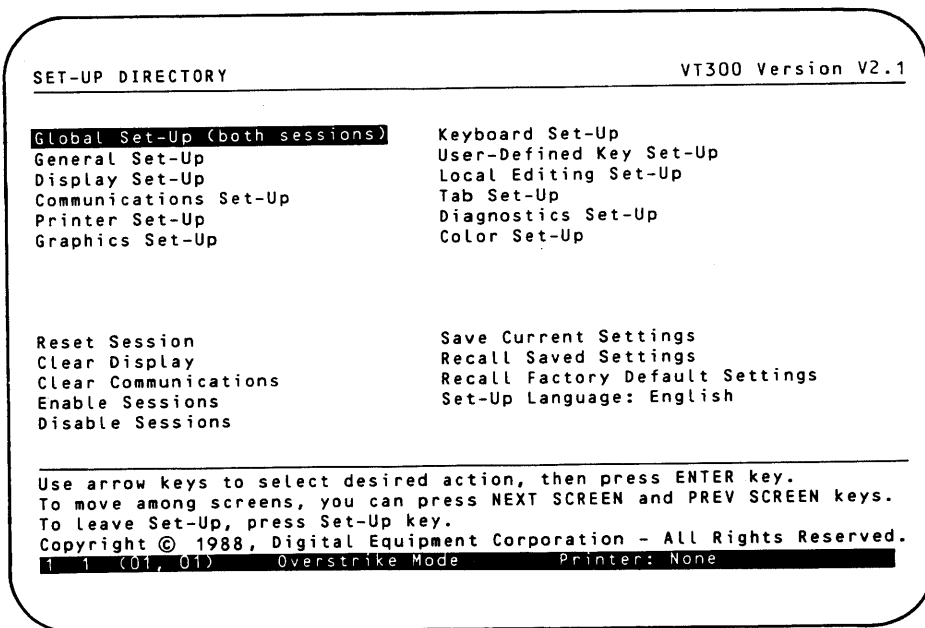 SET-UP DIRECTORY VT300 Version V2.1
Global Set-Up (both sessions) Keyboard Set-Up
General Set-Up User-Defined Key Set-Up
Display Set-Up Local Editing Set-Up
Communications Set-Up Tab Set-Up
Printer Set-Up Diagnostics Set-Up
Graphics Set-Up Color Set-Up
Reset Session Save Current Settings
Clear Display Recall Saved Settings
Clear Communications Recall Factory Default Settings
Enable Sessions Set-Up Language: English
Disable Sessions
Use arrow keys to select desired action, then press ENTER key.
To move among screens, you can press NEXT SCREEN and PREV SCREEN keys.
To leave Set-Up, press Set-Up key.
Copyright © 1988, Digital Equipment Corporation - All Rights Reserved.
1 1 (01, 01) Overstrike Mode Printer: None